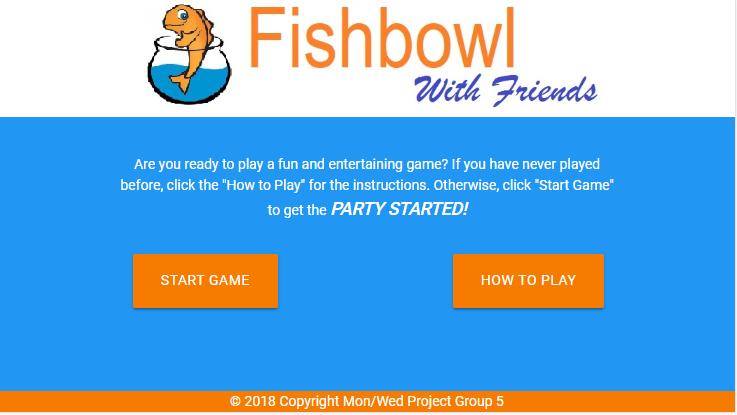 Fishbowl
With Friends
Are you ready to play a fun and entertaining game? If you have never played
before, click the "How to Play" for the instructions. Otherwise, click "Start Game"
to get the PARTY STARTED!
START GAME
HOW TO PLAY
© 2018 Copyright Mon/Wed Project Group 5